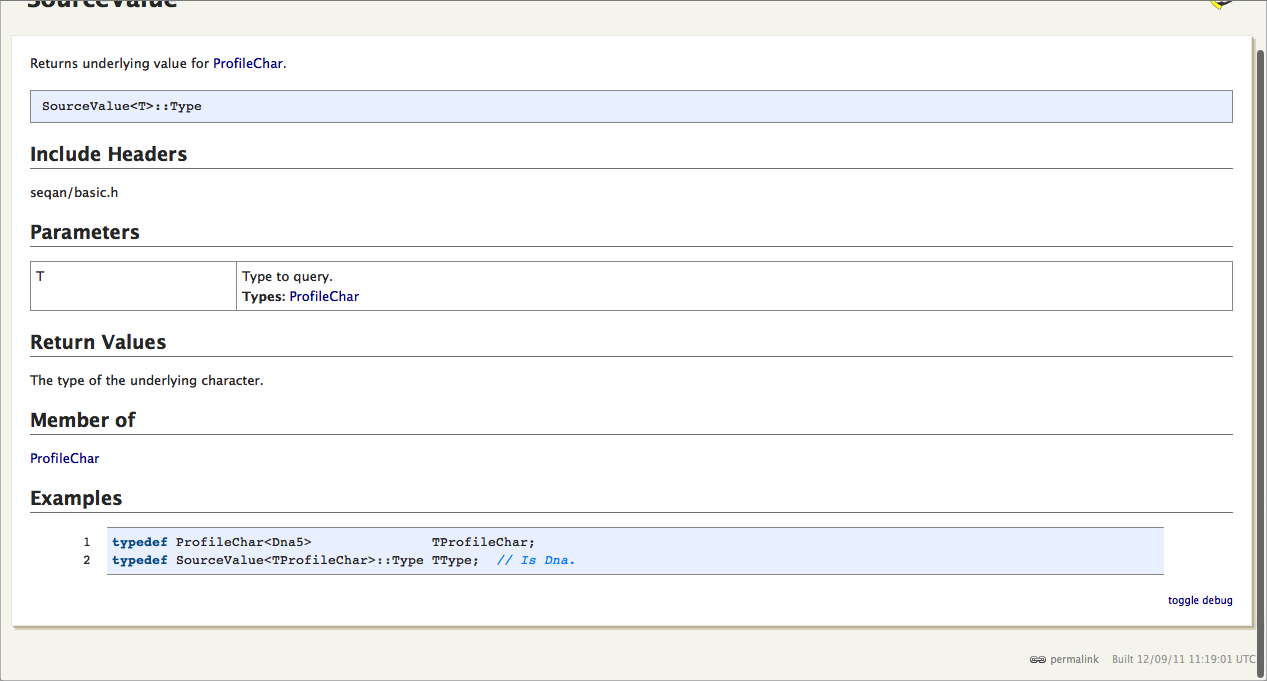 SourceValue
Returns underlying value for ProfileChar.
SourceValue<T>::Type
Include Headers
seqan/basic.h
Parameters
T
Type to query.
Types: ProfileChar
Return Values
The type of the underlying character.
Member of
ProfileChar
Examples
1 typedef ProfileChar<Dna5> TProfileChar;
2 typedef SourceValue<TProfileChar>::Type TType; // Is Dna.
toggle debug
permalink Built 12/09/11 11:19:01 UTC